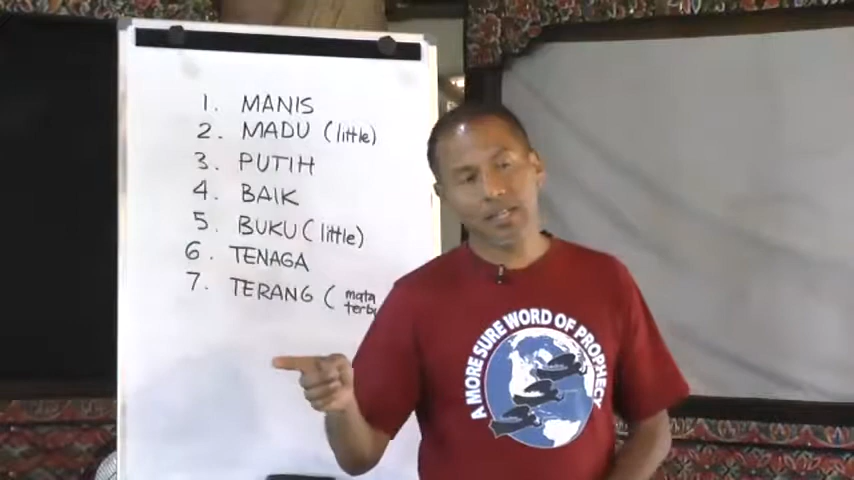 1. MANIS
2. MADU (little)
3. PUTIH
4. BAIK
5. BUKU (little)
6. TENAGA
7. TERANG ( mata
A MORE SURE WORD OF PROPHECY